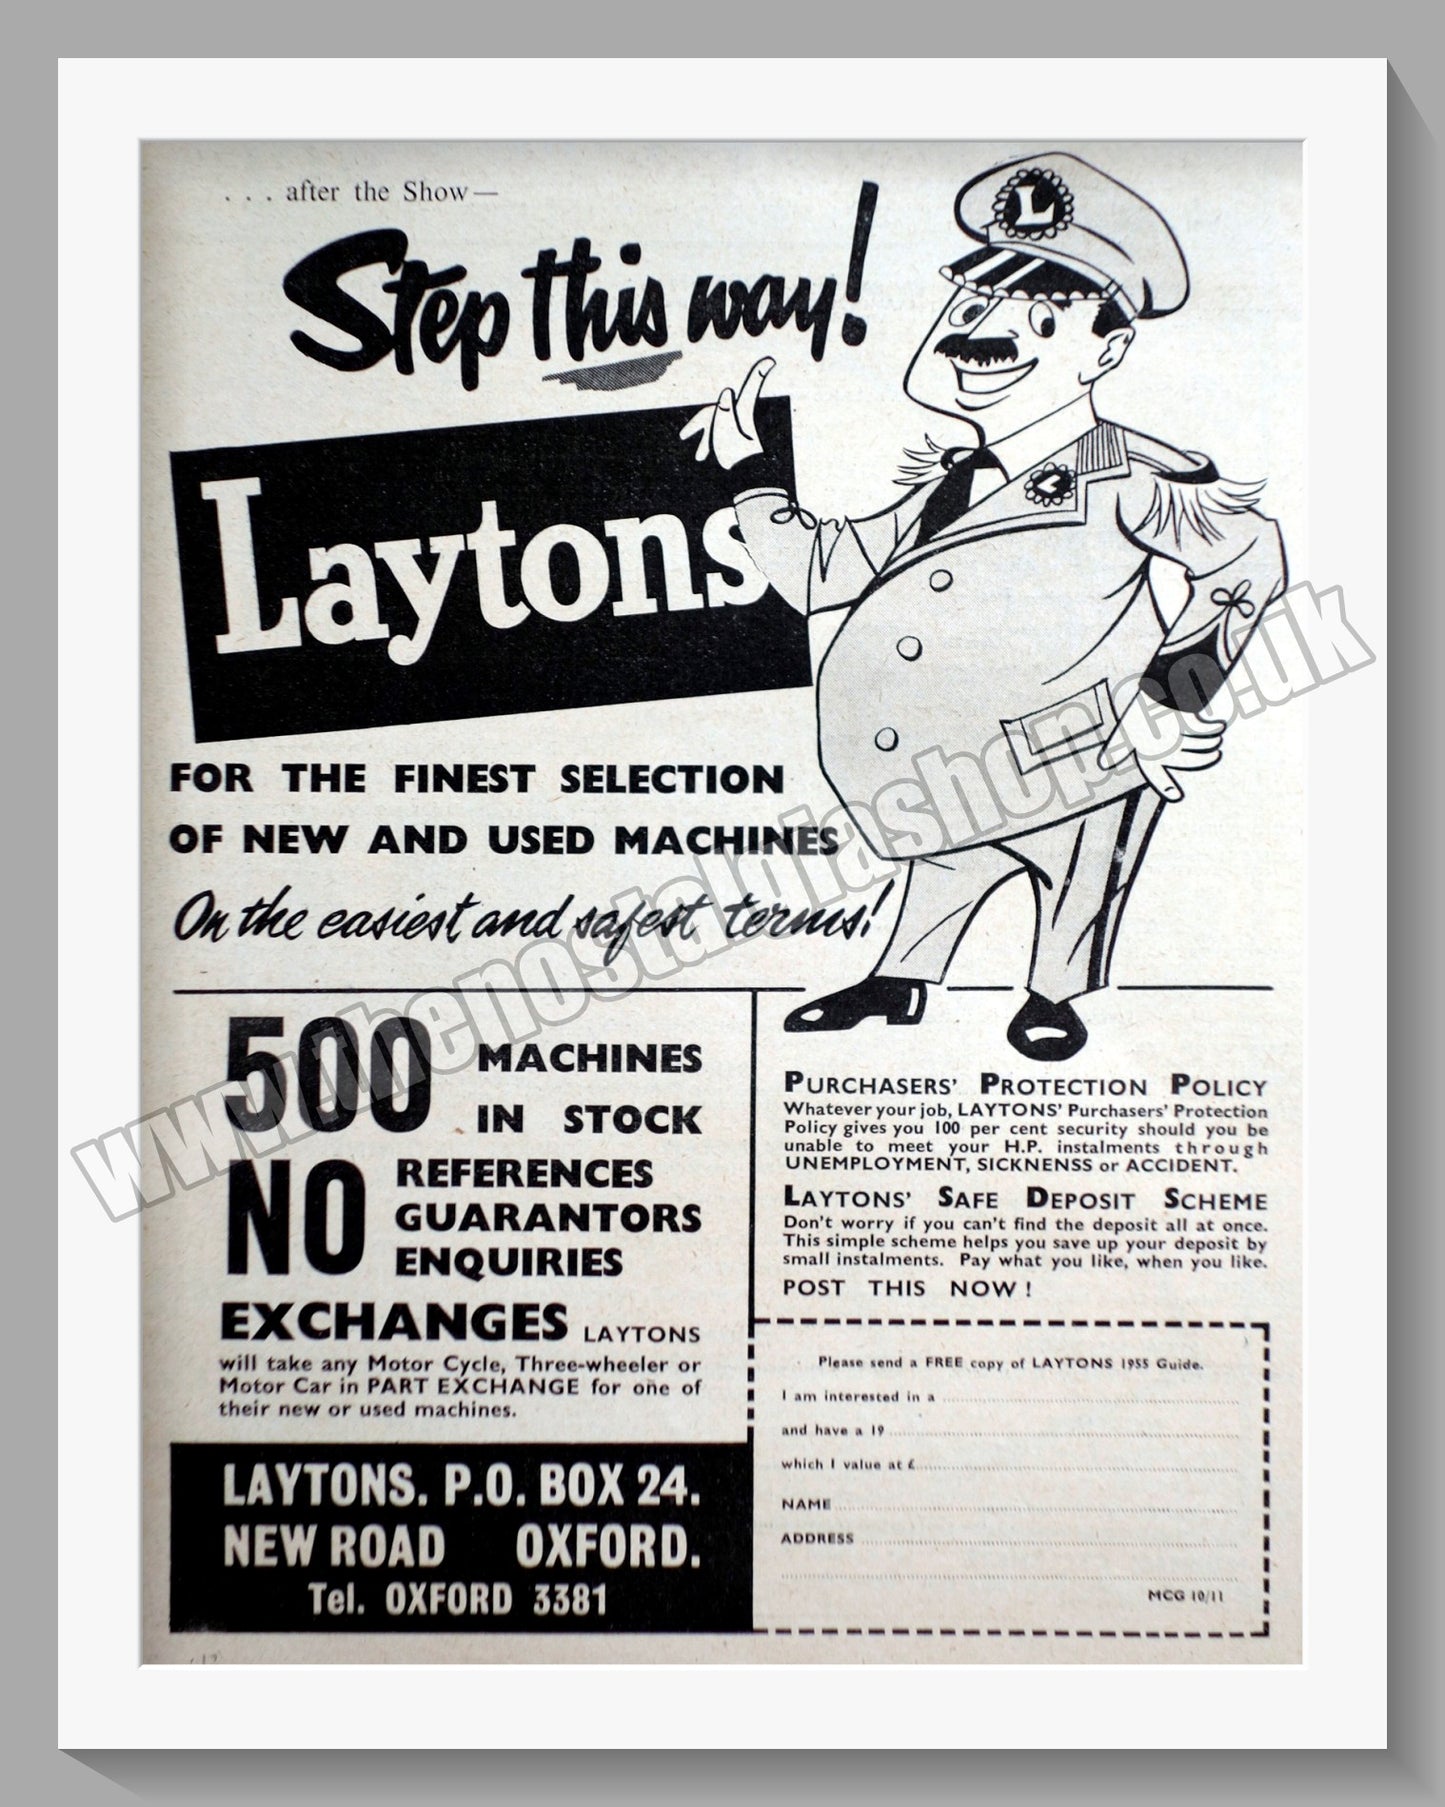 . . . after the Show—
Step this way!
L
L
Laytons
FOR THE FINEST SELECTION
OF NEW AND USED MACHINES
On the easiest and safest terms!
500 MACHINES
IN STOCK
NO REFERENCES
GUARANTORS
ENQUIRIES
EXCHANGES LAYTONS
will take any Motor Cycle, Three-wheeler or
Motor Car in PART EXCHANGE for one of
their new or used machines.
LAYTONS. P.O. BOX 24.
NEW ROAD OXFORD.
Tel. OXFORD 3381
PURCHASERS' PROTECTION POLICY
Whatever your job, LAYTONS' Purchasers' Protection
Policy gives you 100 per cent security should you be
unable to meet your H.P. instalments through
UNEMPLOYMENT, SICKNENSS or ACCIDENT.
LAYTONS' SAFE DEPOSIT SCHEME
Don't worry if you can't find the deposit all at once.
This simple scheme helps you save up your deposit by
small instalments. Pay what you like, when you like.
POST THIS NOW!
Please send a FREE copy of LAYTONS 1955 Guide.
I am interested in a
and have a 19
which I value at £
NAME
ADDRESS
MCG 10/11
www.thenostalgiashop.co.uk